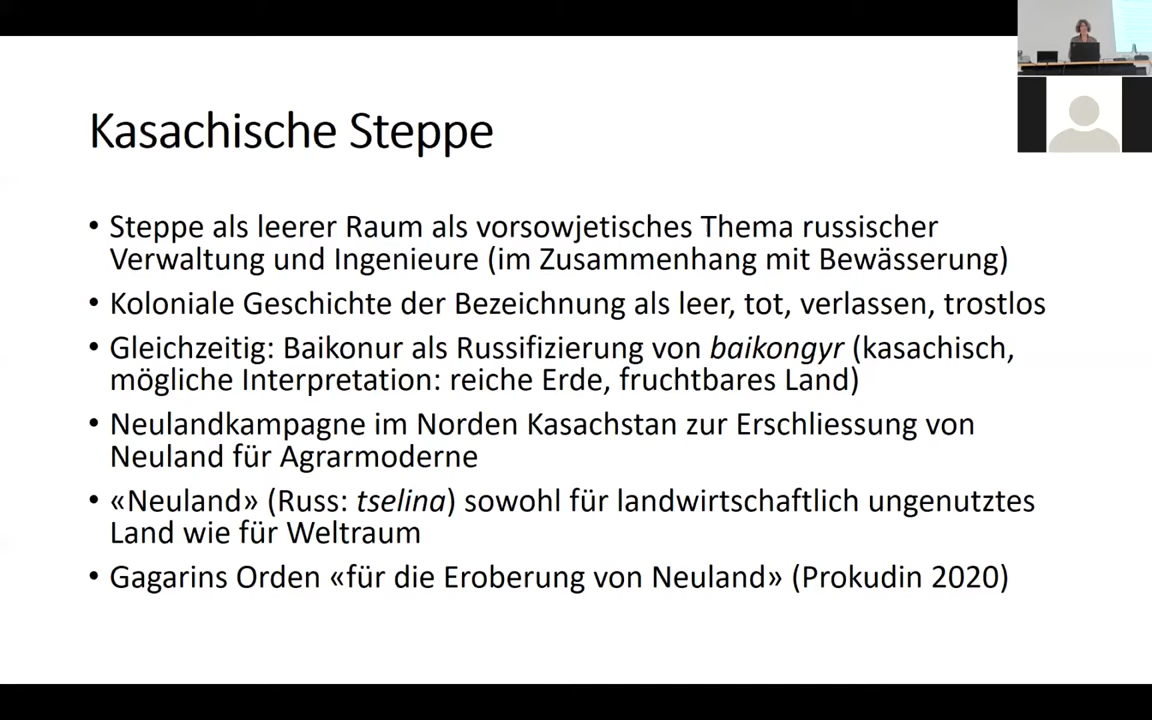 Kasachische Steppe
• Steppe als leerer Raum als vorsowjetisches Thema russischer
Verwaltung und Ingenieure (im Zusammenhang mit Bewässerung)
• Koloniale Geschichte der Bezeichnung als leer, tot, verlassen, trostlos
• Gleichzeitig: Baikonur als Russifizierung von baikongyr (kasachisch,
mögliche Interpretation: reiche Erde, fruchtbares Land)
• Neulandkampagne im Norden Kasachstan zur Erschliessung von
Neuland für Agrarmoderne
• «Neuland» (Russ: tselina) sowohl für landwirtschaftlich ungenutztes
Land wie für Weltraum
• Gagarins Orden «für die Eroberung von Neuland» (Prokudin 2020)